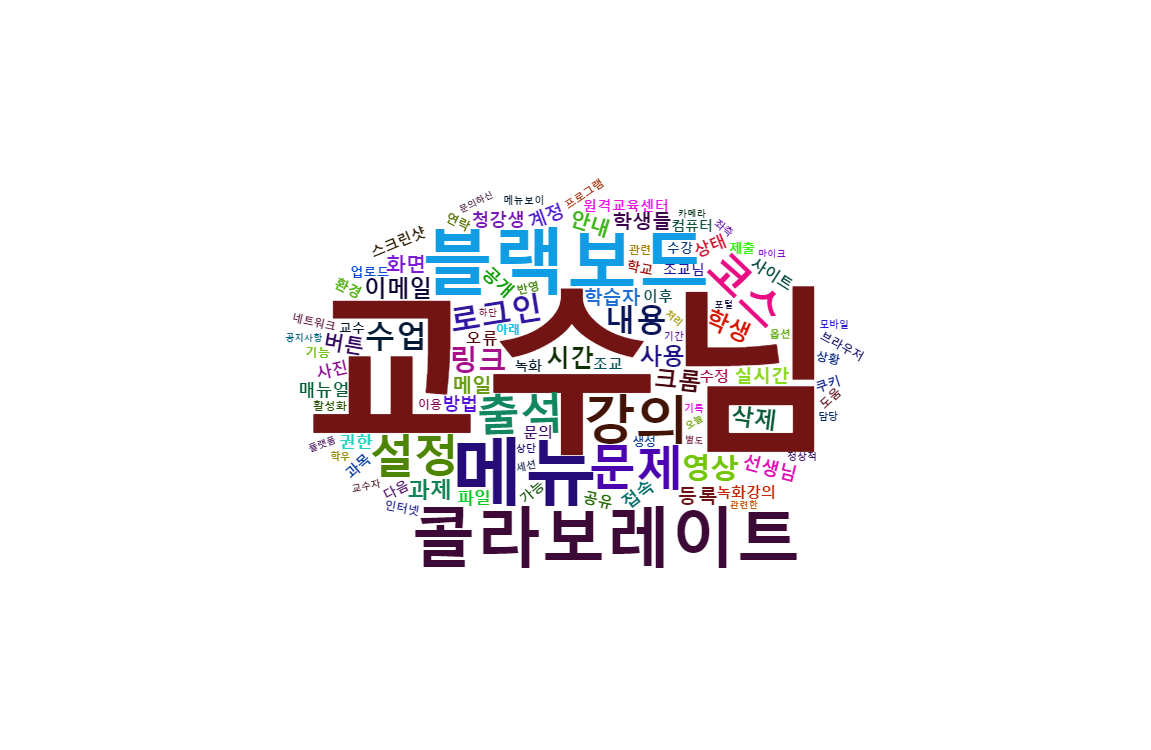 문의하신
메뉴보이
프로그램
연락
청강생
계정
원격교육센터
안내
학생들
카메라
컴퓨터
좌측
스크린샷
블랙보드
관련
수강
상태
제출
마이크
업로드
화면
공개
반영
학교
조교님
코스
사이트
환경
이메일
학습자
이후
포털
네트워크
교수
수업
로그인
하단
내용
처리
학생
옵션
모바일
공지사항
버튼
오류
아래
교수님
기간
브라우저
기능
사진
링크
녹화
시간
조교
사용
상황
매뉴얼
메일
크롬
수정
실시간
쿠키
도움
활성화
이용
방법
출석
강의
기록
오늘
삭제
담당
플랫폼
권한
문의
생성
별도
학우
과목
설정
상단
세션
메뉴
문제
영상
선생님
정상적
교수자
다음
과제
파일
가능
공유
접속
등록
녹화강의
인터넷
관련한
콜라보레이트